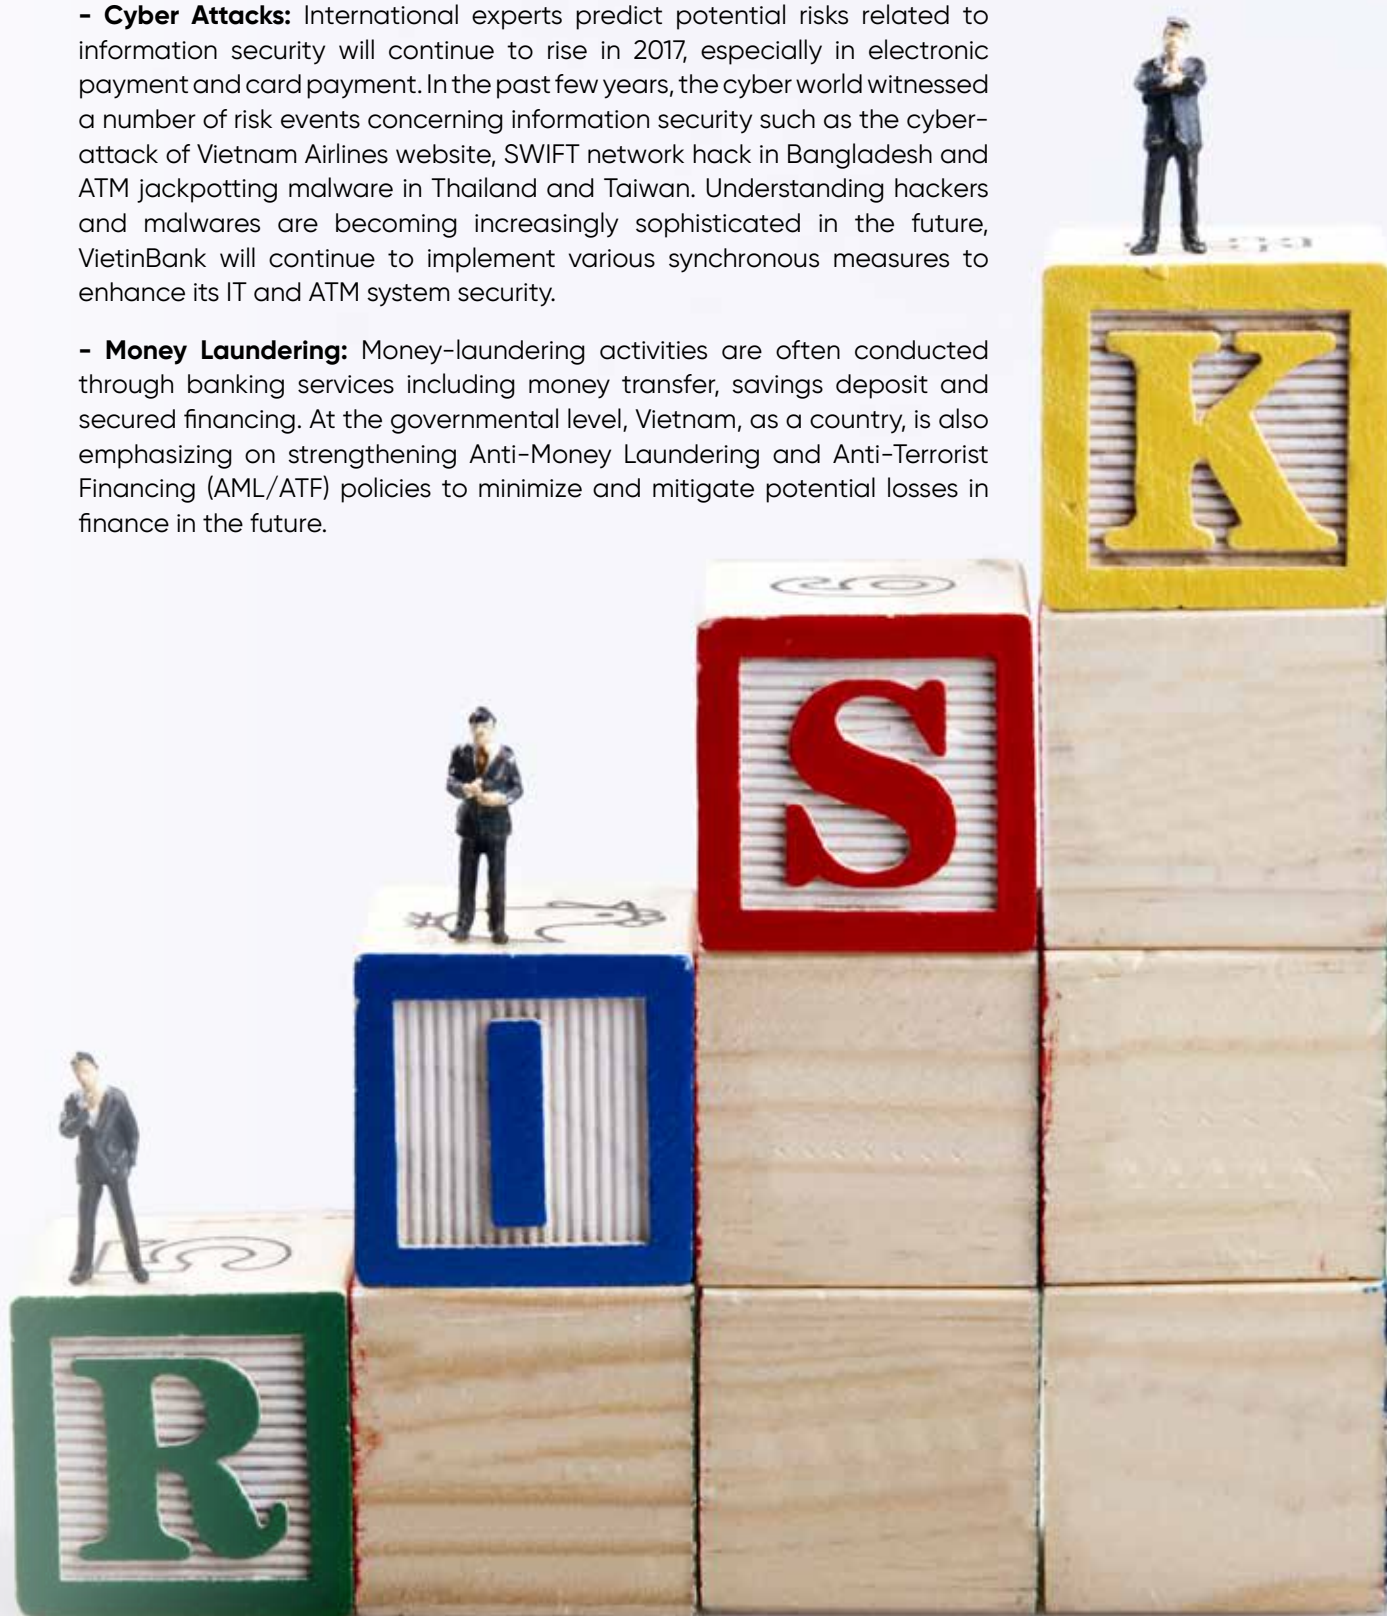 - Cyber Attacks: International experts predict potential risks related to
information security will continue to rise in 2017, especially in electronic
payment and card payment. In the past few years, the cyber world witnessed
a number of risk events concerning information security such as the cyber-
attack of Vietnam Airlines website, SWIFT network hack in Bangladesh and
ATM jackpotting malware in Thailand and Taiwan. Understanding hackers
and malwares are becoming increasingly sophisticated in the future,
VietinBank will continue to implement various synchronous measures to
enhance its IT and ATM system security.
- Money Laundering: Money-laundering activities are often conducted
through banking services including money transfer, savings deposit and
secured financing. At the governmental level, Vietnam, as a country, is also
emphasizing on strengthening Anti-Money Laundering and Anti-Terrorist
Financing (AML/ATF) policies to minimize and mitigate potential losses in
finance in the future.
R I S K